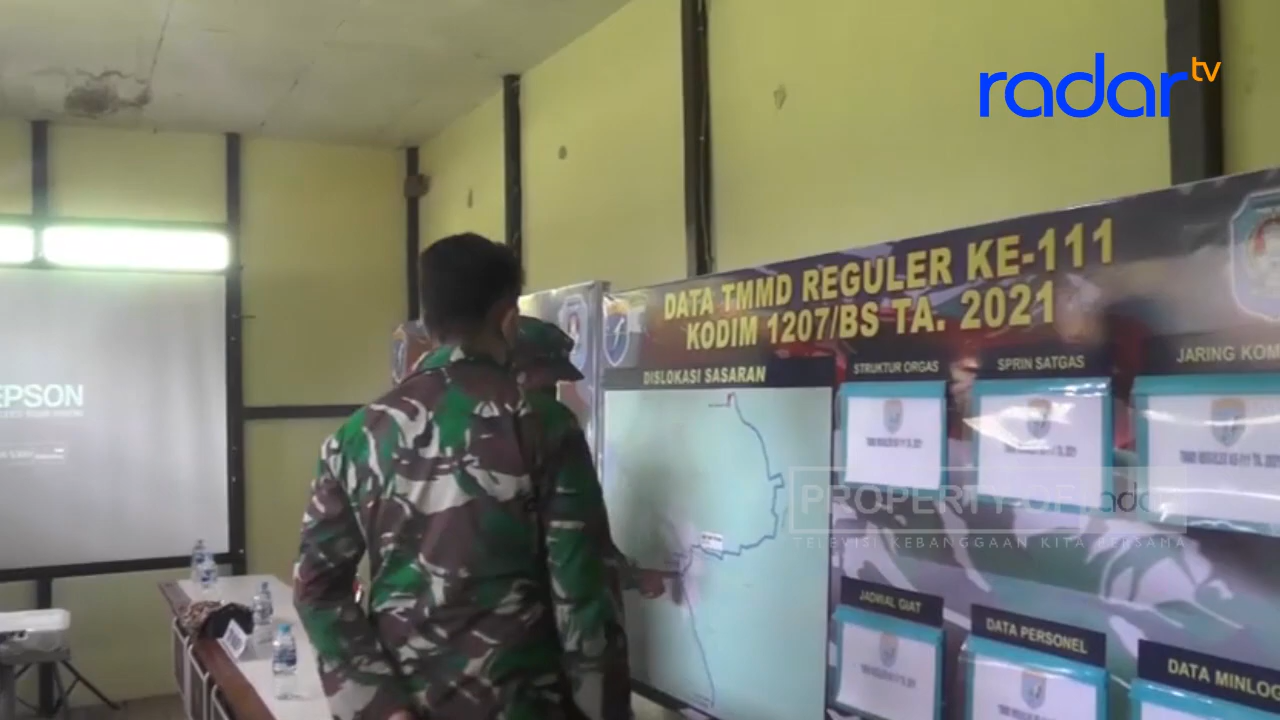 radar tv
DATA TMMD REGULER KE-111
KODIM 1207/BS TA. 2021
DISLOKASI SASARAN
STRUKTUR ORGAS
SPRIN SATGAS
JARING KOM
EPSON
PROPERTY OF radar
TELEVISI KEBANGGAAN KITA BERSAMA
JADWAL GIAT
DATA PERSONEL
DATA MINLOG